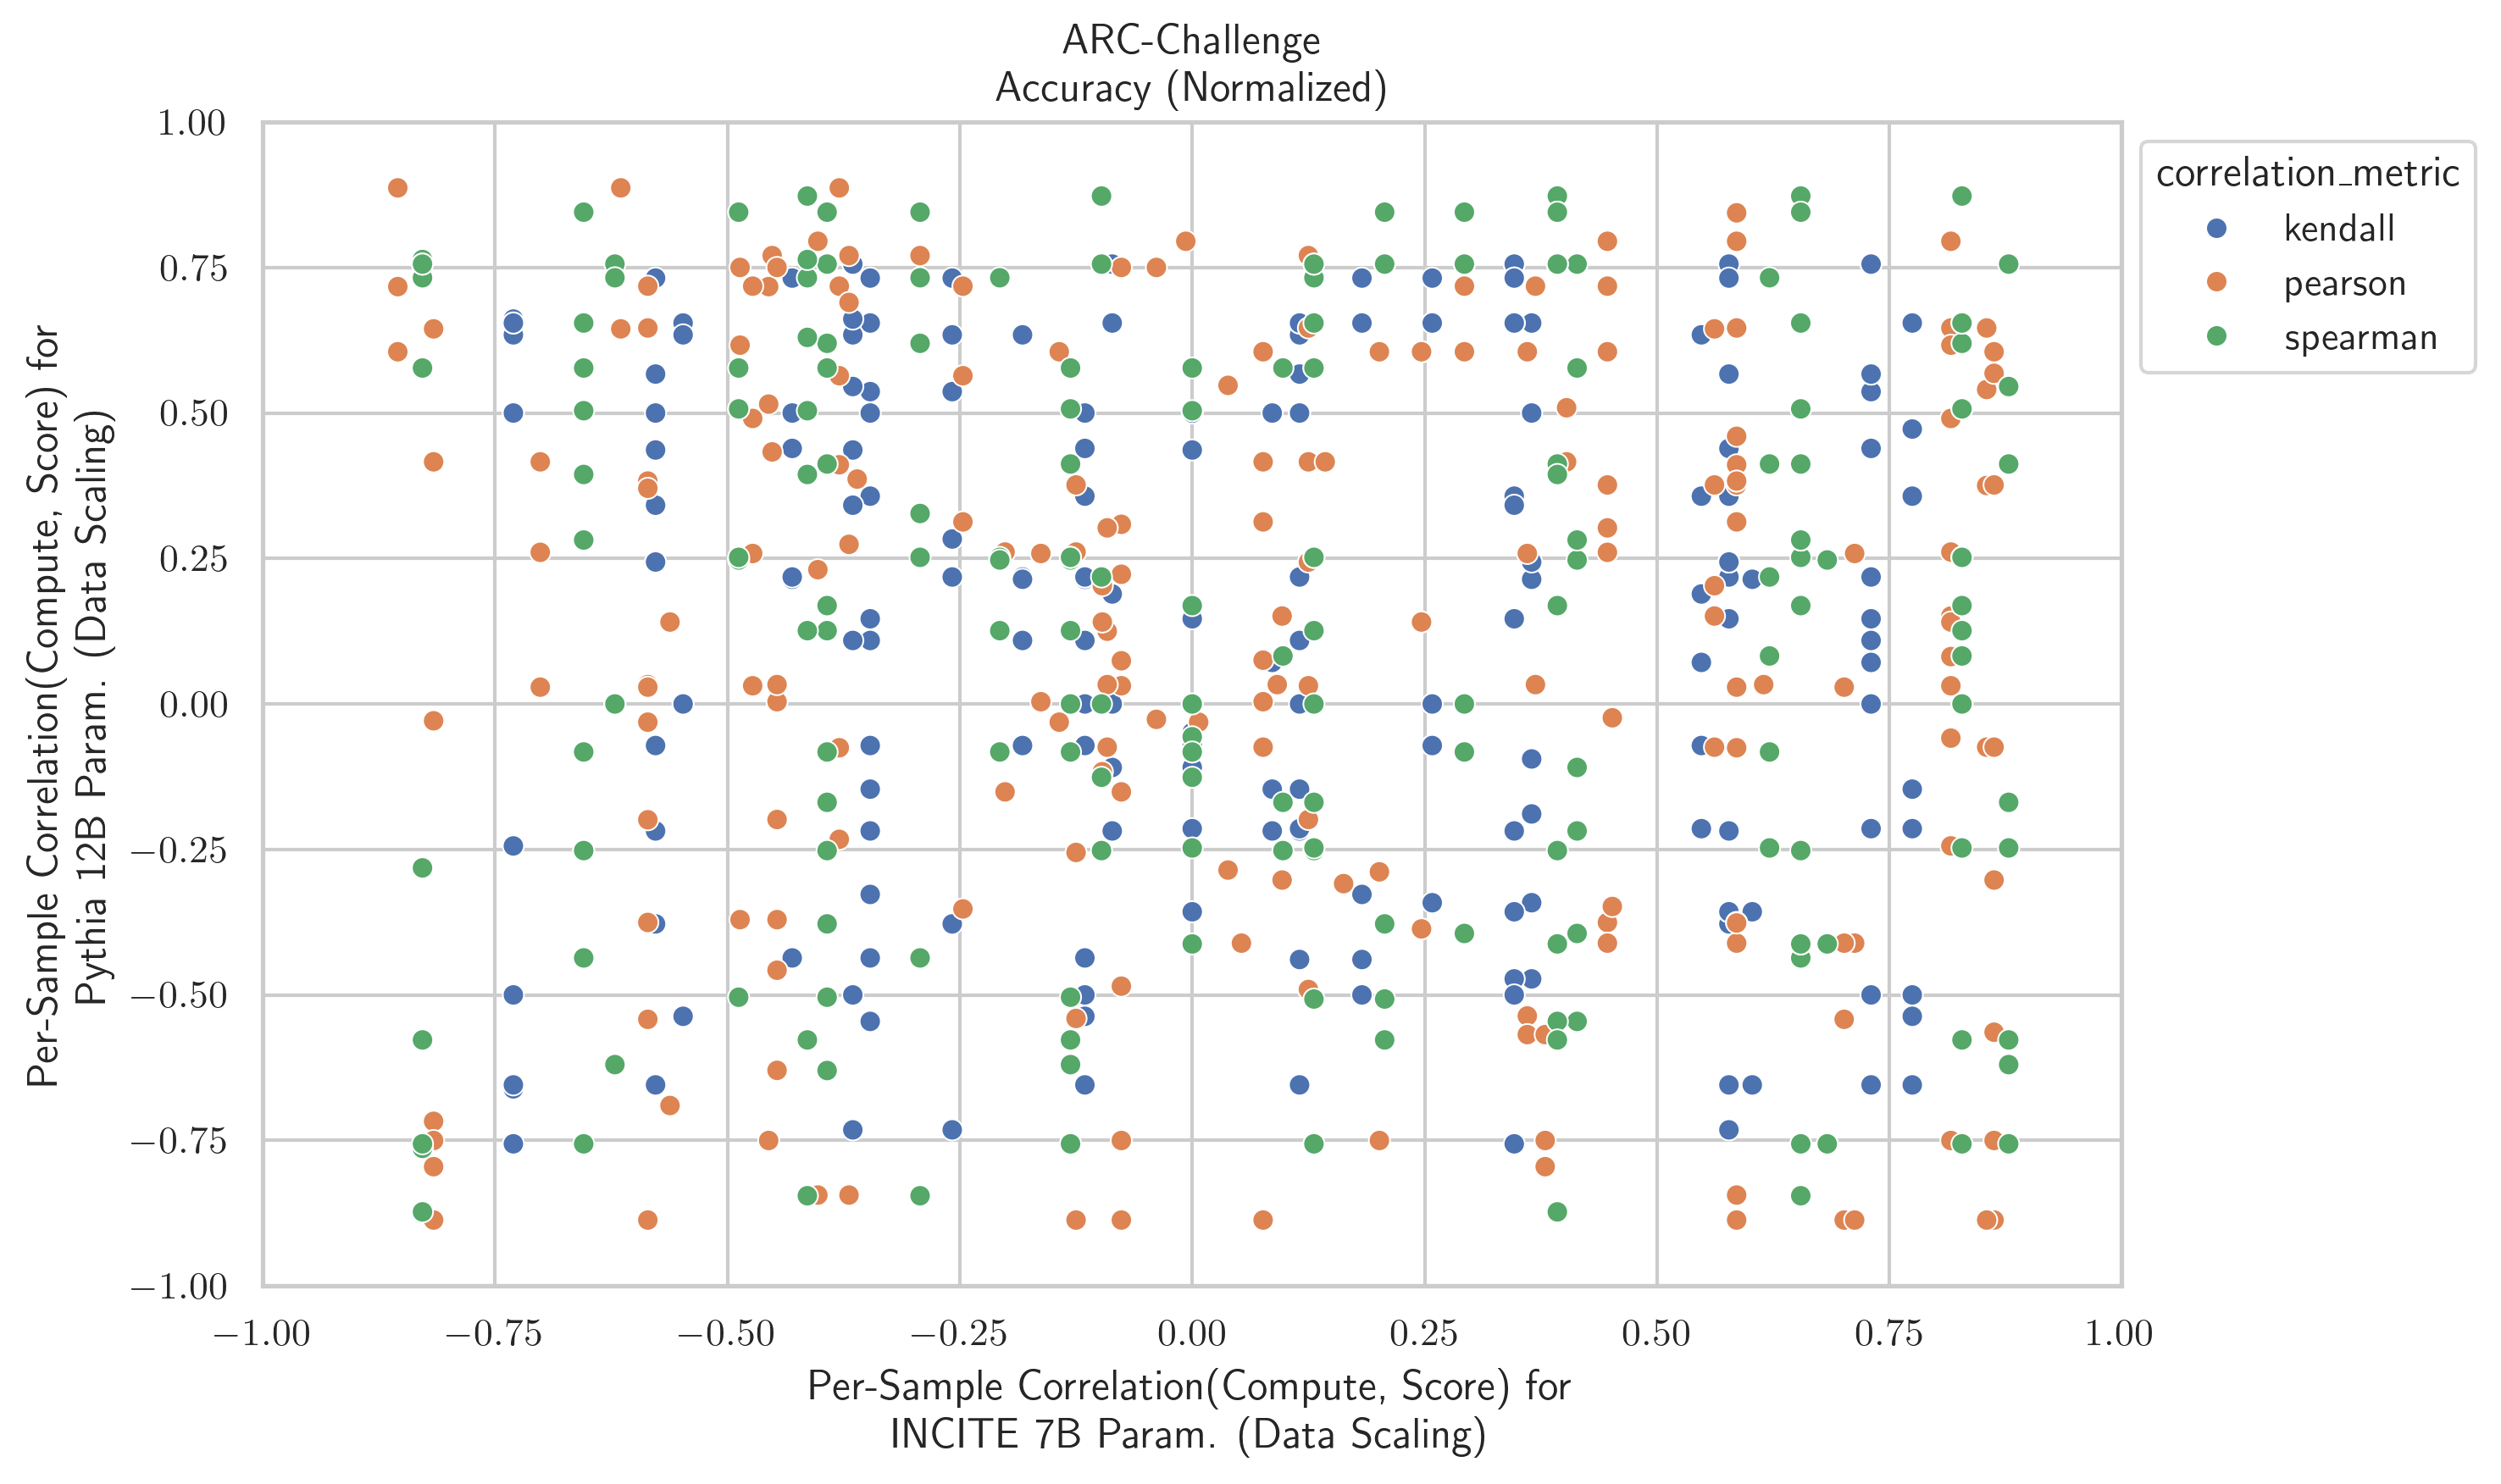 ARC-Challenge
Accuracy (Normalized)
Per-Sample Correlation(Compute, Score) for
Pythia 12B Param. (Data Scaling)
1.00
0.75
0.50
0.25
0.00
−0.25
−0.50
−0.75
−1.00
−1.00 −0.75 −0.50 −0.25 0.00 0.25 0.50 0.75 1.00
Per-Sample Correlation(Compute, Score) for
INCITE 7B Param. (Data Scaling)
correlation_metric
kendall
pearson
spearman